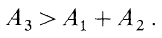 A₃ > A₁ + A₂ .